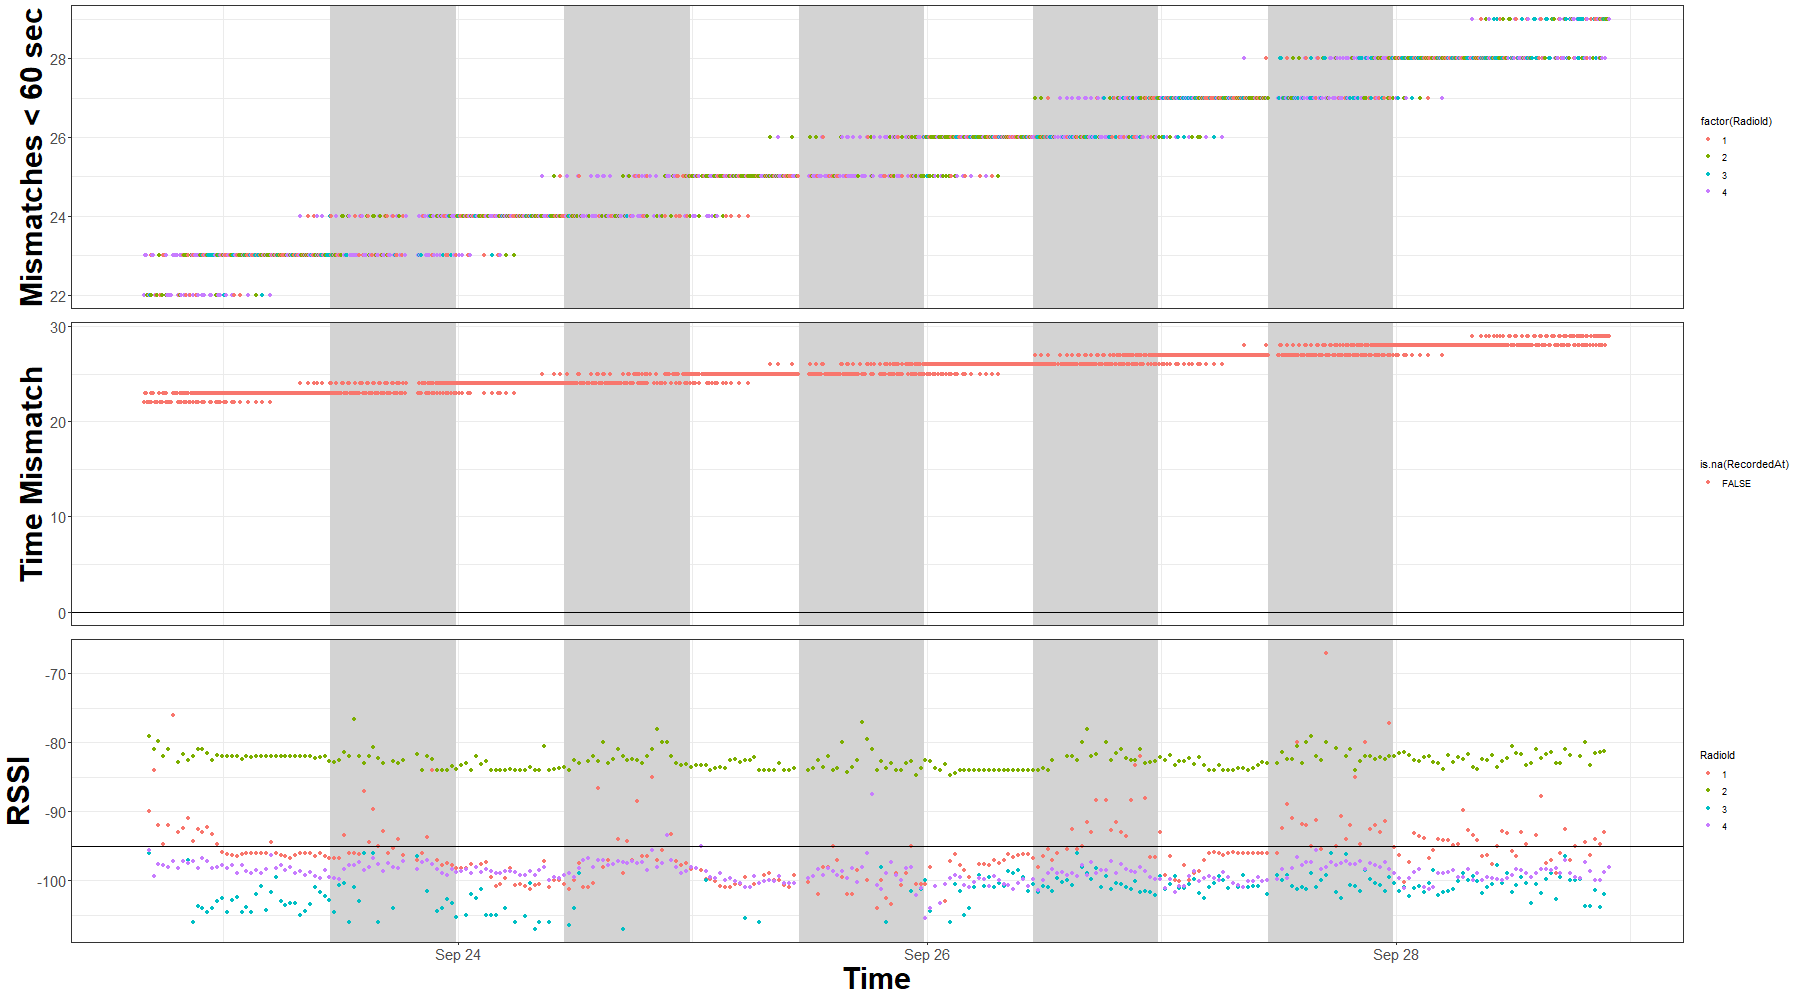 Mismatches < 60 sec
28
26
24
22
factor(RadioId)
1
2
3
4
Time Mismatch
30
20
10
0
is.na(RecordedAt)
FALSE
RSSI
-70
-80
-90
-100
RadioId
1
2
3
4
Sep 24
Sep 26
Sep 28
Time